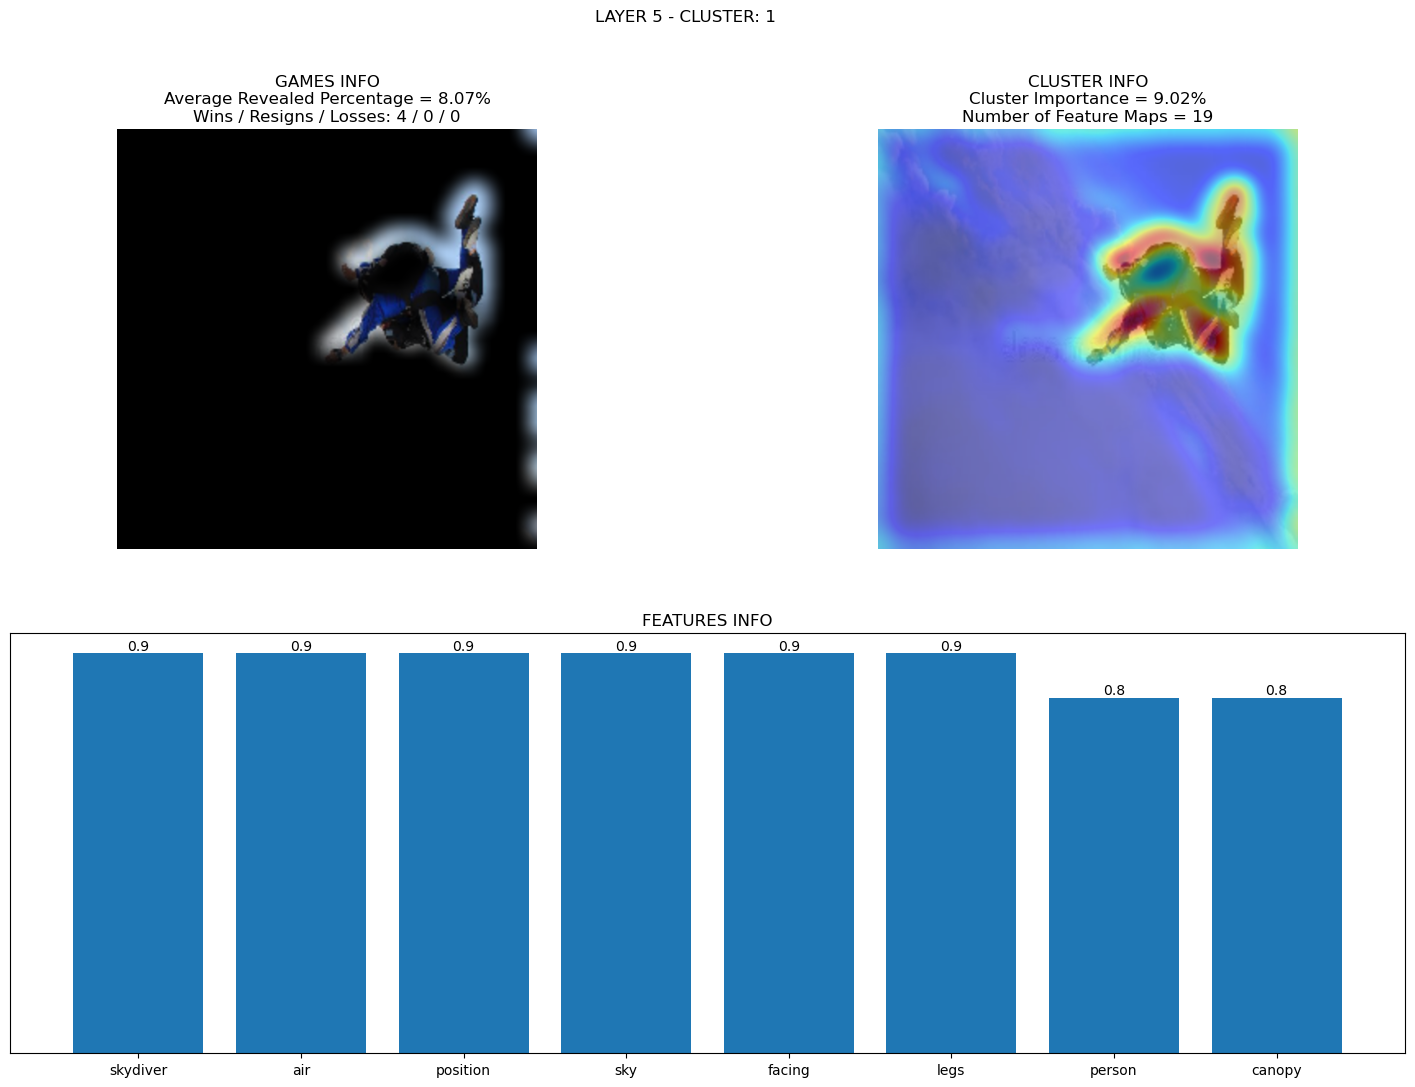 LAYER 5 - CLUSTER: 1
GAMES INFO
Average Revealed Percentage = 8.07%
Wins / Resigns / Losses: 4 / 0 / 0
CLUSTER INFO
Cluster Importance = 9.02%
Number of Feature Maps = 19
FEATURES INFO
0.9 0.9 0.9 0.9 0.9 0.9 0.8 0.8
skydiver air position sky facing legs person canopy